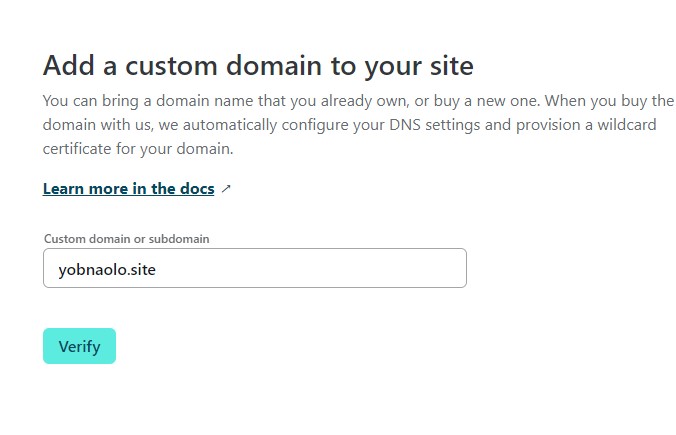 Add a custom domain to your site
You can bring a domain name that you already own, or buy a new one. When you buy the
domain with us, we automatically configure your DNS settings and provision a wildcard
certificate for your domain.
Learn more in the docs ↗
Custom domain or subdomain
yobnaolo.site
Verify